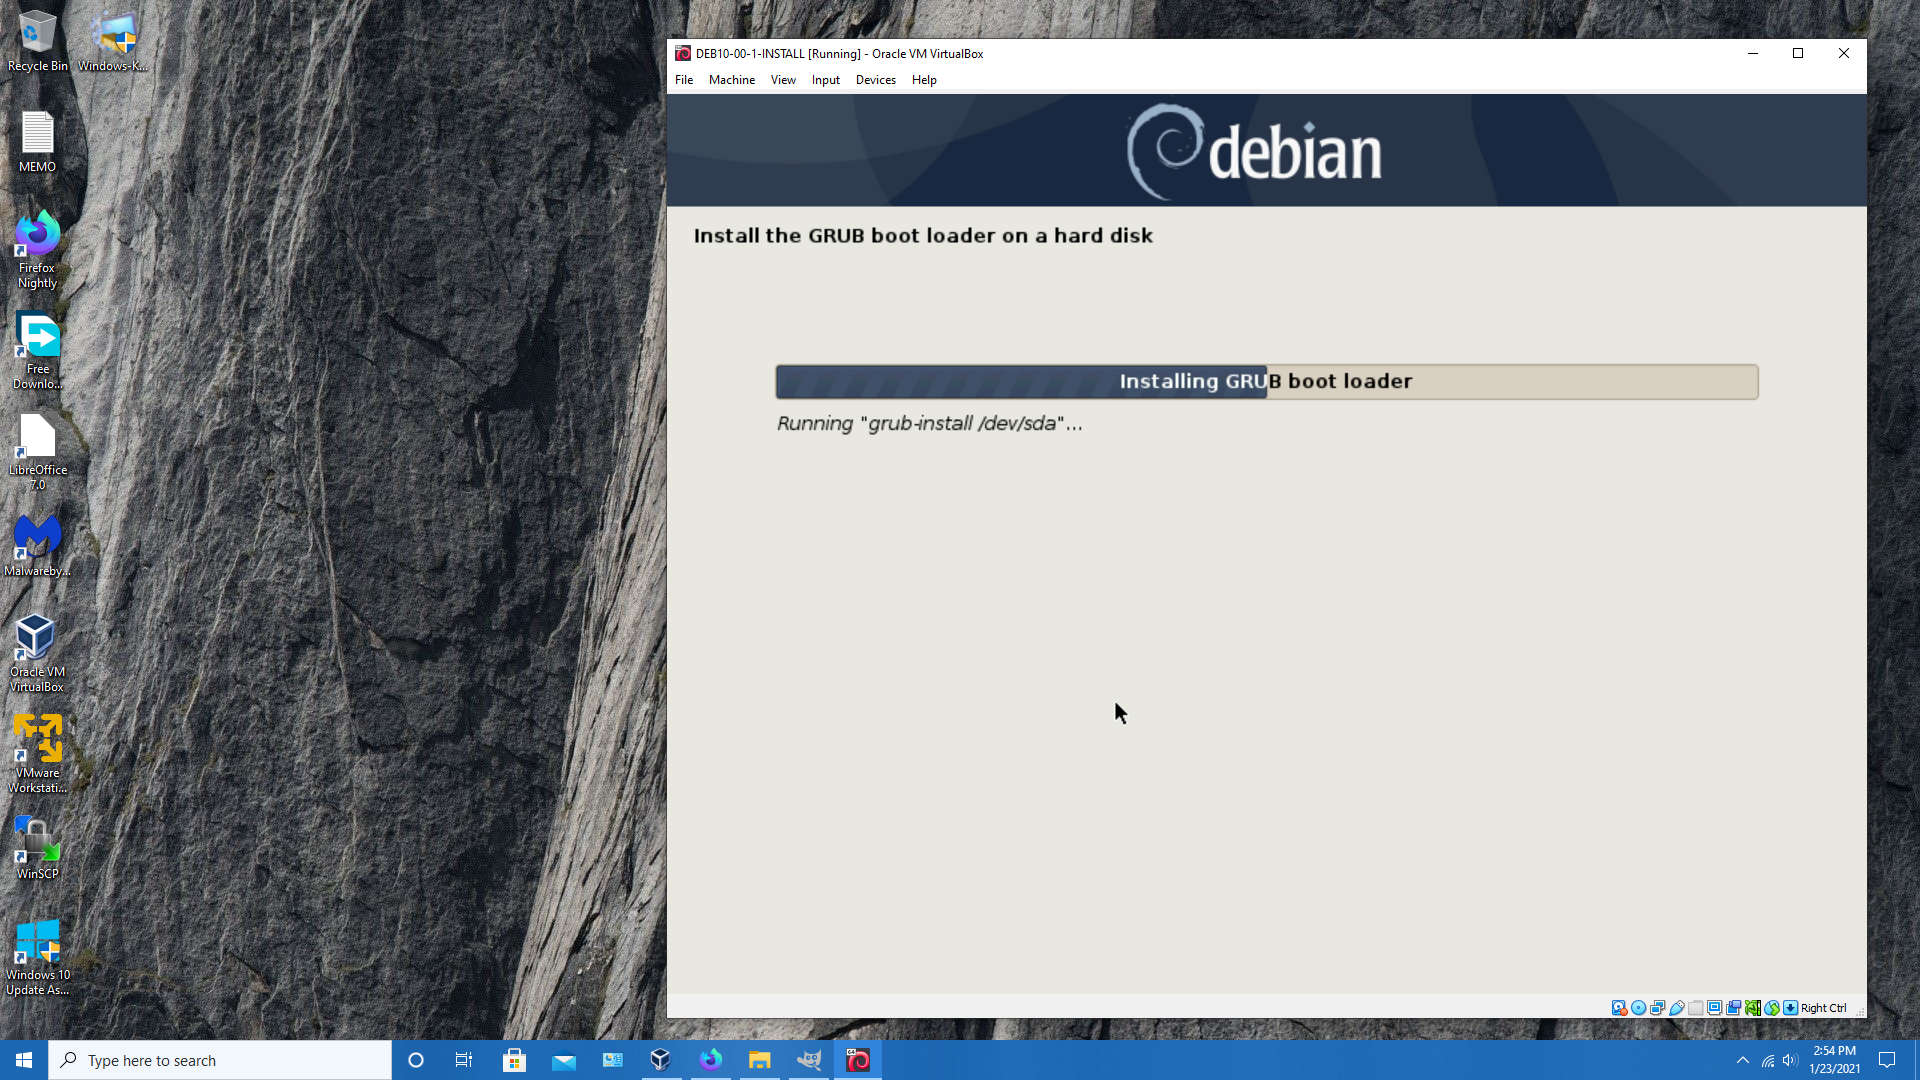 Recycle Bin
Windows-K...
MEMO
Firefox
Nightly
Free
Downlo...
LibreOffice
7.0
Malwareby...
Oracle VM
VirtualBox
VMware
Workstati...
WinSCP
Windows 10
Update As...
DEB10-00-1-INSTALL [Running] - Oracle VM VirtualBox
File Machine View Input Devices Help
debian
Install the GRUB boot loader on a hard disk
Installing GRUB boot loader
Running "grub-install /dev/sda"...
Right Ctrl
Type here to search
64
2:54 PM
1/23/2021